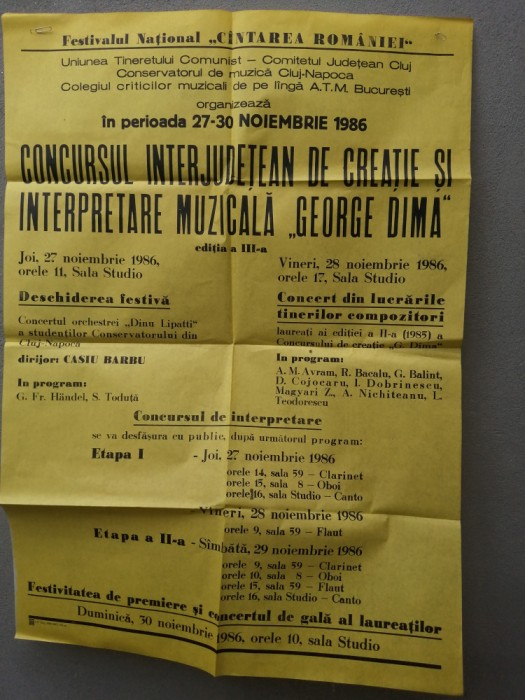 Festivalul Național „CÎNTAREA ROMÂNIEI"
Uniunea Tineretului Comunist – Comitetul Județean Cluj
Conservatorul de muzică Cluj-Napoca
Colegiul criticilor muzicali de pe lîngă A.T.M. București
organizează
în perioada 27-30 NOIEMBRIE 1986
CONCURSUL INTERJUDEȚEAN DE CREAȚIE ȘI
INTERPRETARE MUZICALĂ „GEORGE DIMA"
ediția a III-a
Joi, 27 noiembrie 1986,
orele 11, Sala Studio
Deschiderea festivă
Concertul orchestrei „Dinu Lipatti"
a studenților Conservatorului din
Cluj-Napoca
dirijor: CASIU BARBU
In program:
G. Fr. Händel, S. Toduță
Vineri, 28 noiembrie 1986,
orele 17, Sala Studio
Concert din lucrările
tinerilor compozitori
laureați ai ediției a II-a (1985) a
Concursului de creație „G. Dima"
In program:
A. M. Avram, R. Bacalu, G. Balint,
D. Cojocaru, I. Dobrinescu,
Magyari Z., A. Nichiteanu, L.
Teodorescu
Concursul de interpretare
se va desfășura cu public, după următorul program:
Etapa I - Joi, 27 noiembrie 1986
orele 14, sala 59 – Clarinet
orele 15, sala 8 – Oboi
orele 16, sala Studio – Canto
- Vineri, 28 noiembrie 1986
orele 9, sala 59 – Flaut
Etapa a II-a - Sîmbătă, 29 noiembrie 1986
orele 9, sala 59 – Clarinet
orele 10, sala 8 – Oboi
orele 15, sala 59 – Flaut
orele 16, sala Studio – Canto
Festivitatea de premiere și concertul de gală al laureaților
Duminică, 30 noiembrie 1986, orele 10, sala Studio